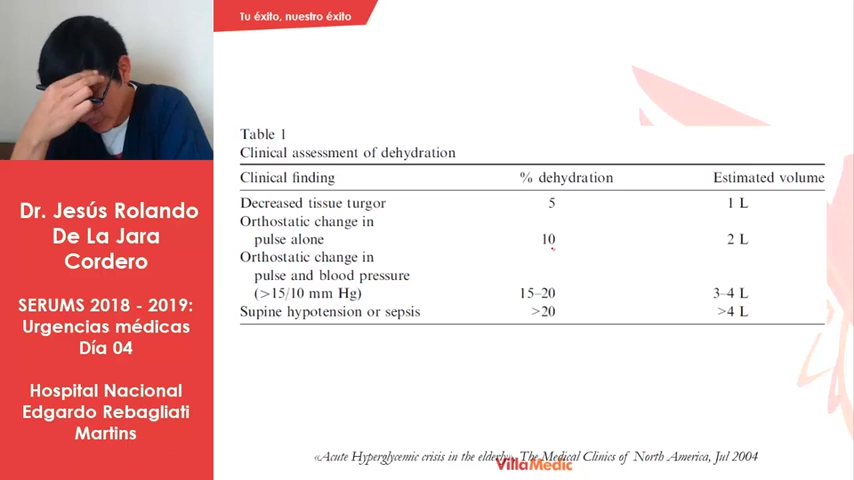 Tu éxito, nuestro éxito
Dr. Jesús Rolando
De La Jara
Cordero
SERUMS 2018 - 2019:
Urgencias médicas
Día 04
Hospital Nacional
Edgardo Rebagliati
Martins
Table 1
Clinical assessment of dehydration
Clinical finding % dehydration Estimated volume
Decreased tissue turgor 5 1 L
Orthostatic change in
pulse alone 10 2 L
Orthostatic change in
pulse and blood pressure
(>15/10 mm Hg) 15–20 3–4 L
Supine hypotension or sepsis >20 >4 L
«Acute Hyperglycemic crisis in the elderly». The Medical Clinics of North America, Jul 2004
VillaMedic